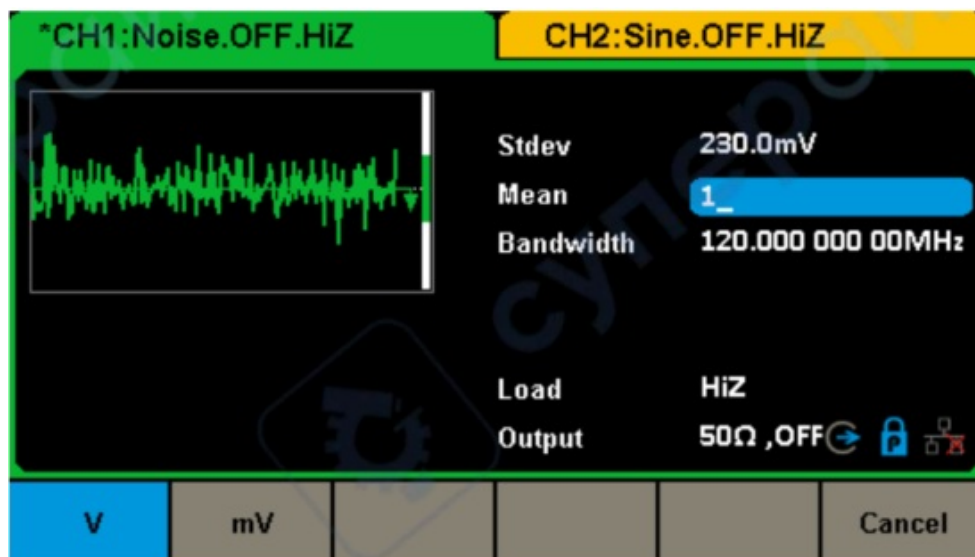 *CH1:Noise.OFF.HiZ
CH2:Sine.OFF.HiZ
Stdev 230.0mV
Mean 1_
Bandwidth 120.000 000 00MHz
Load HiZ
Output 50Ω ,OFF
P
V
mV
Cancel